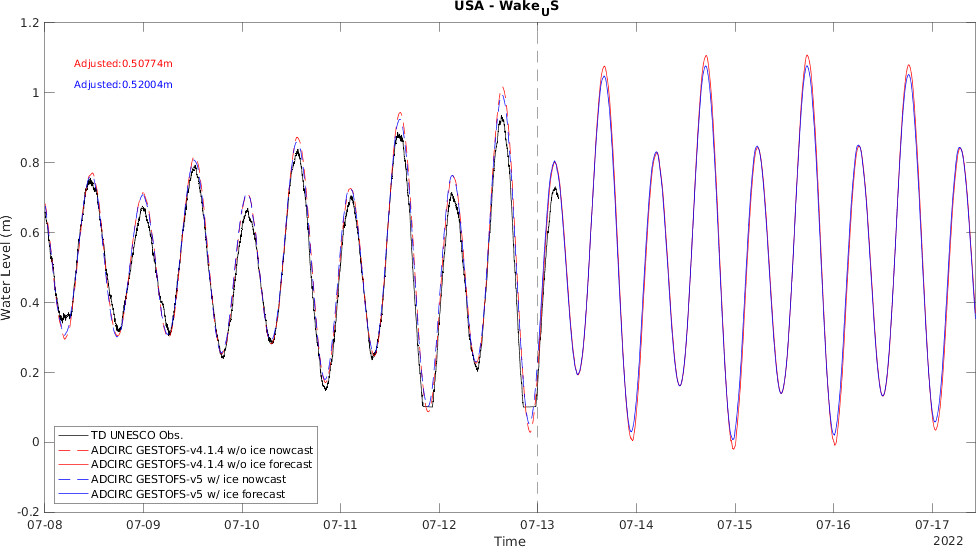 USA - WakeUS
1.2
Adjusted:0.50774m
Adjusted:0.52004m
1
0.8
0.6
Water Level (m)
0.4
0.2
0
-0.2
TD UNESCO Obs.
ADCIRC GESTOFS-v4.1.4 w/o ice nowcast
ADCIRC GESTOFS-v4.1.4 w/o ice forecast
ADCIRC GESTOFS-v5 w/ ice nowcast
ADCIRC GESTOFS-v5 w/ ice forecast
07-08 07-09 07-10 07-11 07-12 07-13 07-14 07-15 07-16 07-17
Time
2022